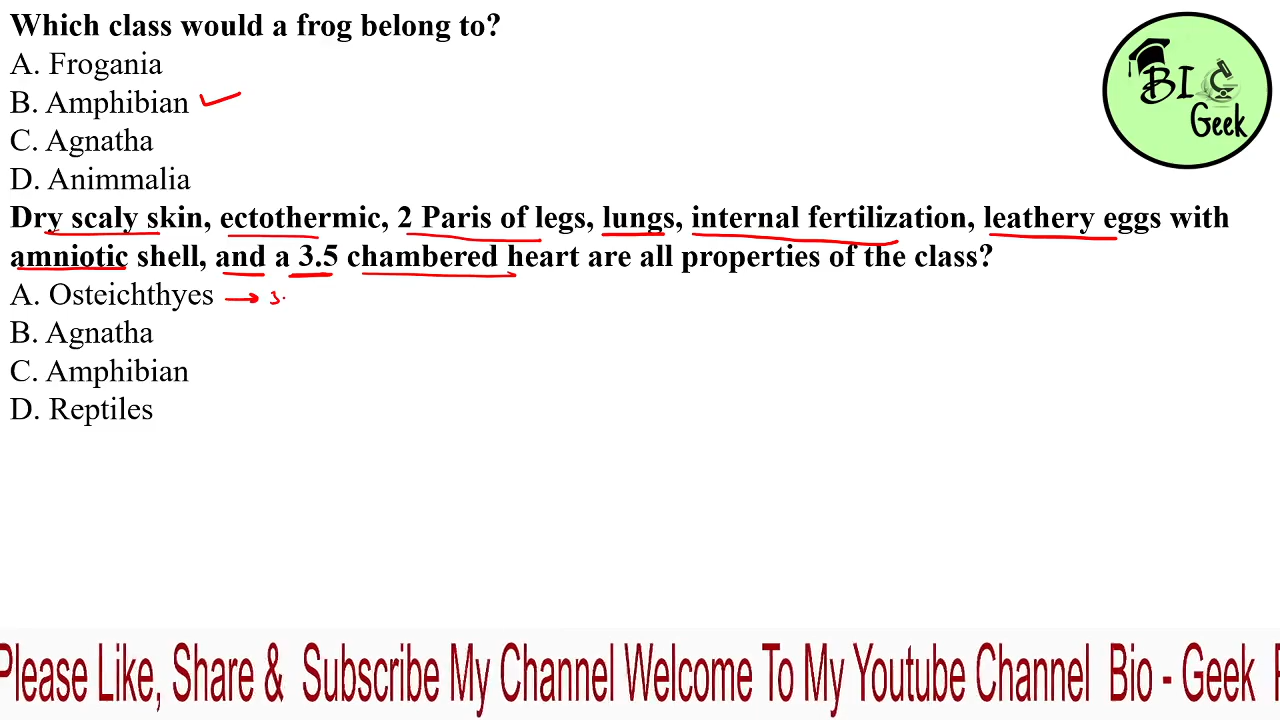 Which class would a frog belong to?
A. Frogania
B. Amphibian
C. Agnatha
D. Animmalia
Dry scaly skin, ectothermic, 2 Paris of legs, lungs, internal fertilization, leathery eggs with
amniotic shell, and a 3.5 chambered heart are all properties of the class?
A. Osteichthyes
B. Agnatha
C. Amphibian
D. Reptiles
BIO
Geek
Please Like, Share & Subscribe My Channel Welcome To My Youtube Channel Bio - Geek